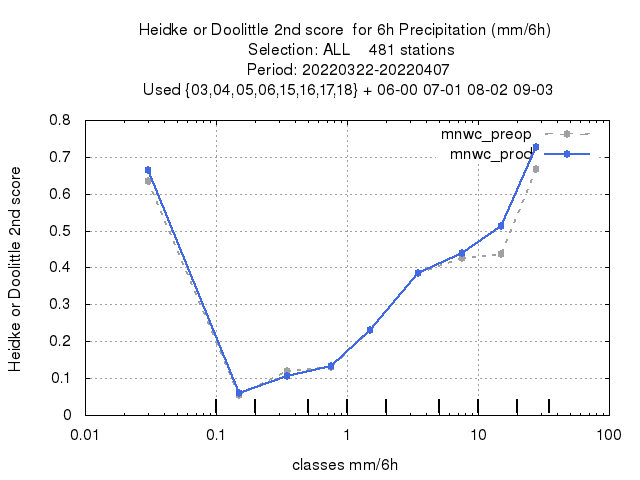 Heidke or Doolittle 2nd score  for 6h Precipitation (mm/6h)
Selection: ALL    481 stations
Period: 20220322-20220407
Used {03,04,05,06,15,16,17,18} + 06-00 07-01 08-02 09-03
mnwc_preop
mnwc_prod
Heidke or Doolittle 2nd score
0.8
0.7
0.6
0.5
0.4
0.3
0.2
0.1
0
0.01 0.1 1 10 100
classes mm/6h